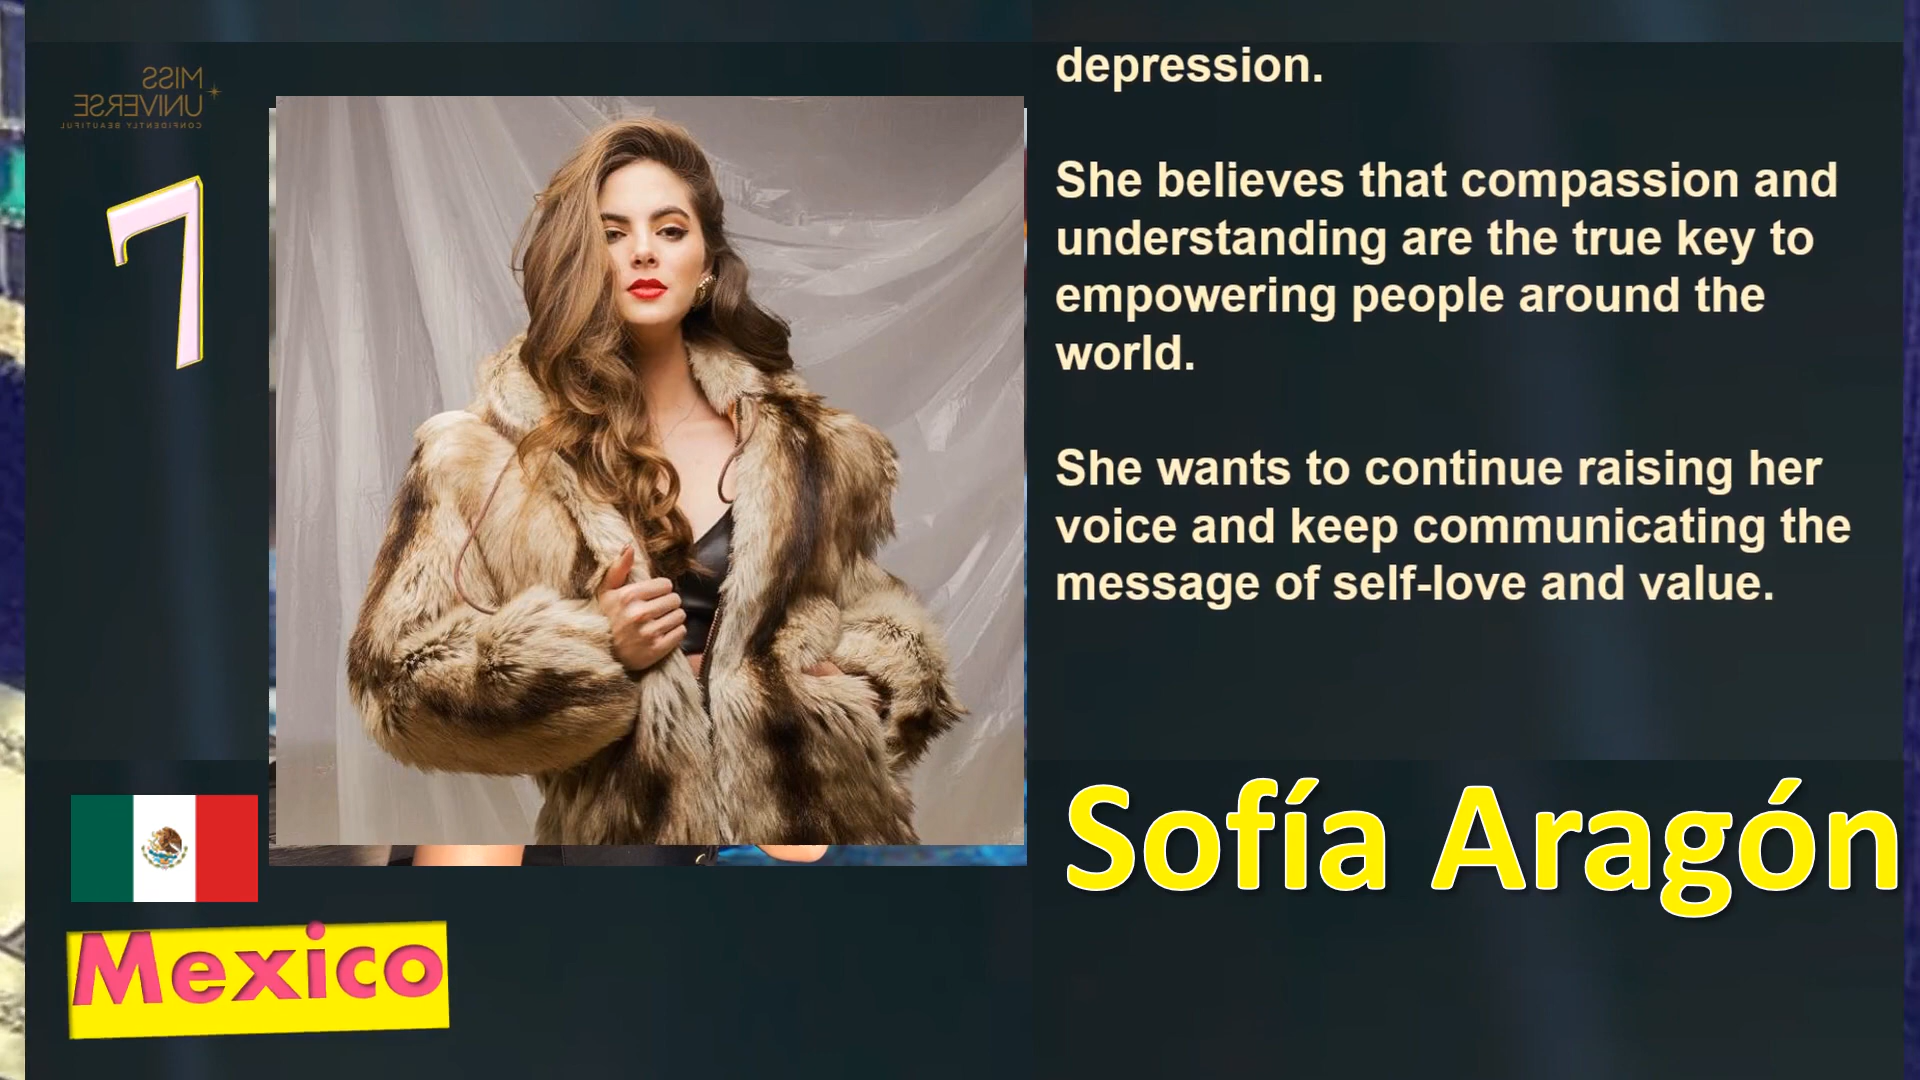 MISS
UNIVERSE
CONFIDENTLY BEAUTIFUL
7
depression.
She believes that compassion and
understanding are the true key to
empowering people around the
world.
She wants to continue raising her
voice and keep communicating the
message of self-love and value.
Sofía Aragón
Mexico